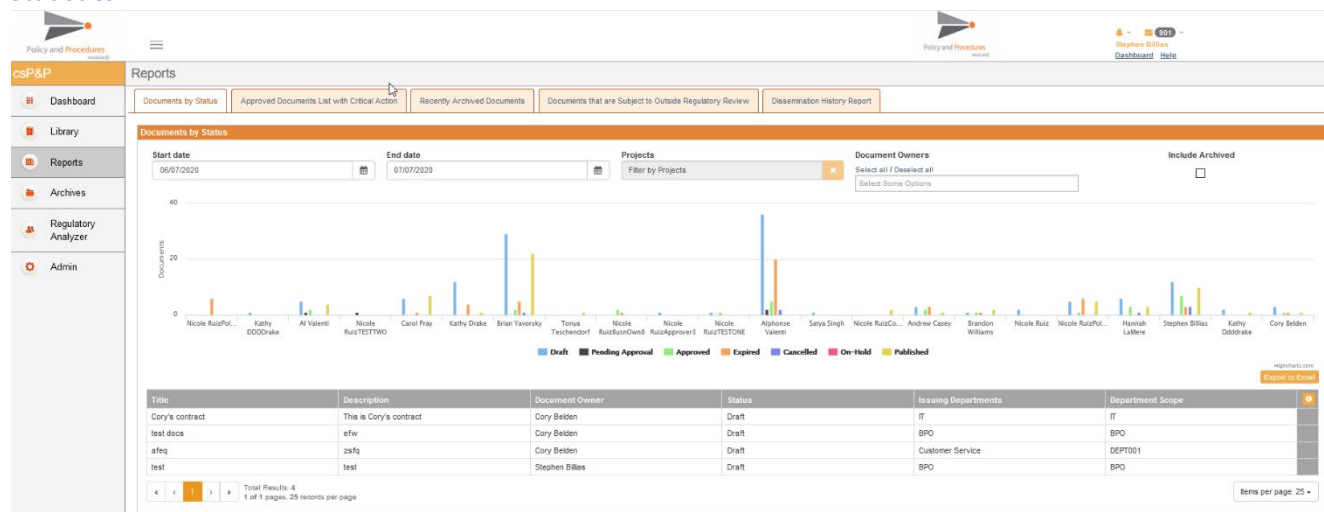 Policy and Procedures
Policy and Procedures
901
Stephen Billias
Dashboard Help
csP&P
Reports
Dashboard
Library
Reports
Archives
Regulatory
Analyzer
Admin
Documents by Status
Approved Documents List with Critical Action
Recently Archived Documents
Documents that are Subject to Outside Regulatory Review
Dissemination History Report
Documents by Status
Start date
06/07/2020
End date
07/07/2020
Projects
Filter by Projects
Document Owners
Select all / Deselect all
Select Some Options
Include Archived
40
20
0
Documents
Nicole RuizPol...
Kathy
DDDDrake
Al Valenti
Nicole
RuizTESTTWO
Carol Pray
Kathy Drake
Brian Yavorsky
Tonya
Teschendorf
Nicole
RuizBusnOwn8
Nicole
RuizApprover3
Nicole
RuizTESTONE
Alphonse
Valenti
Satya Singh
Nicole RuizCo...
Andrew Casey
Brandon
Williams
Nicole Ruiz
Nicole RuizPol...
Hannah
LaMere
Stephen Billias
Kathy
Ddddrake
Cory Belden
Draft Pending Approval Approved Expired Cancelled On-Hold Published
Highcharts.com
Export to Excel
Title Description Document Owner Status Issuing Departments Department Scope
Cory's contract This is Cory's contract Cory Belden Draft IT IT
test docs efw Cory Belden Draft BPO BPO
afeq zsfq Cory Belden Draft Customer Service DEPT001
test test Stephen Billias Draft BPO BPO
« ‹ 1 › »
Total Results: 4
1 of 1 pages. 25 records per page
Items per page: 25